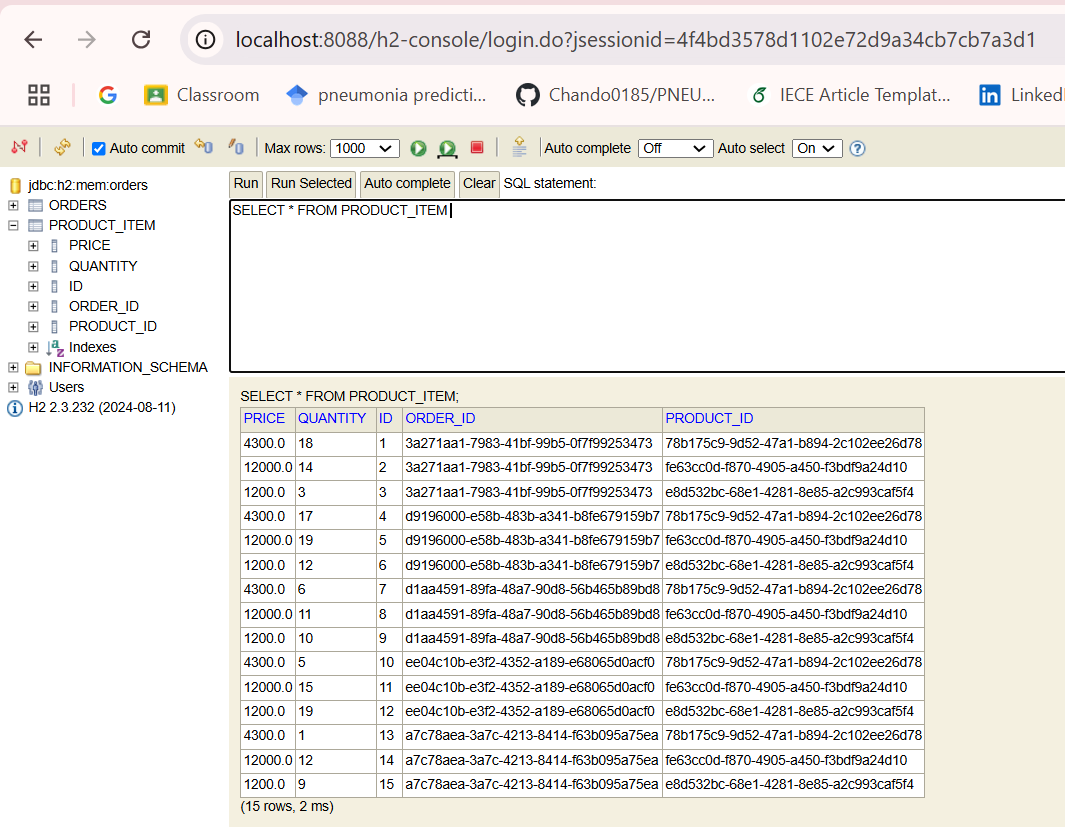 localhost:8088/h2-console/login.do?jsessionid=4f4bd3578d1102e72d9a34cb7cb7a3d1
Classroom pneumonia predicti... Chando0185/PNEU... IECE Article Templat... Linked
Auto commit Max rows: 1000 Auto complete Off Auto select On
jdbc:h2:mem:orders
ORDERS
PRODUCT_ITEM
PRICE
QUANTITY
ID
ORDER_ID
PRODUCT_ID
Indexes
INFORMATION_SCHEMA
Users
H2 2.3.232 (2024-08-11)
Run Run Selected Auto complete Clear SQL statement:
SELECT * FROM PRODUCT_ITEM
SELECT * FROM PRODUCT_ITEM;
PRICE QUANTITY ID ORDER_ID PRODUCT_ID
4300.0 18 1 3a271aa1-7983-41bf-99b5-0f7f99253473 78b175c9-9d52-47a1-b894-2c102ee26d78
12000.0 14 2 3a271aa1-7983-41bf-99b5-0f7f99253473 fe63cc0d-f870-4905-a450-f3bdf9a24d10
1200.0 3 3 3a271aa1-7983-41bf-99b5-0f7f99253473 e8d532bc-68e1-4281-8e85-a2c993caf5f4
4300.0 17 4 d9196000-e58b-483b-a341-b8fe679159b7 78b175c9-9d52-47a1-b894-2c102ee26d78
12000.0 19 5 d9196000-e58b-483b-a341-b8fe679159b7 fe63cc0d-f870-4905-a450-f3bdf9a24d10
1200.0 12 6 d9196000-e58b-483b-a341-b8fe679159b7 e8d532bc-68e1-4281-8e85-a2c993caf5f4
4300.0 6 7 d1aa4591-89fa-48a7-90d8-56b465b89bd8 78b175c9-9d52-47a1-b894-2c102ee26d78
12000.0 11 8 d1aa4591-89fa-48a7-90d8-56b465b89bd8 fe63cc0d-f870-4905-a450-f3bdf9a24d10
1200.0 10 9 d1aa4591-89fa-48a7-90d8-56b465b89bd8 e8d532bc-68e1-4281-8e85-a2c993caf5f4
4300.0 5 10 ee04c10b-e3f2-4352-a189-e68065d0acf0 78b175c9-9d52-47a1-b894-2c102ee26d78
12000.0 15 11 ee04c10b-e3f2-4352-a189-e68065d0acf0 fe63cc0d-f870-4905-a450-f3bdf9a24d10
1200.0 19 12 ee04c10b-e3f2-4352-a189-e68065d0acf0 e8d532bc-68e1-4281-8e85-a2c993caf5f4
4300.0 1 13 a7c78aea-3a7c-4213-8414-f63b095a75ea 78b175c9-9d52-47a1-b894-2c102ee26d78
12000.0 12 14 a7c78aea-3a7c-4213-8414-f63b095a75ea fe63cc0d-f870-4905-a450-f3bdf9a24d10
1200.0 9 15 a7c78aea-3a7c-4213-8414-f63b095a75ea e8d532bc-68e1-4281-8e85-a2c993caf5f4
(15 rows, 2 ms)